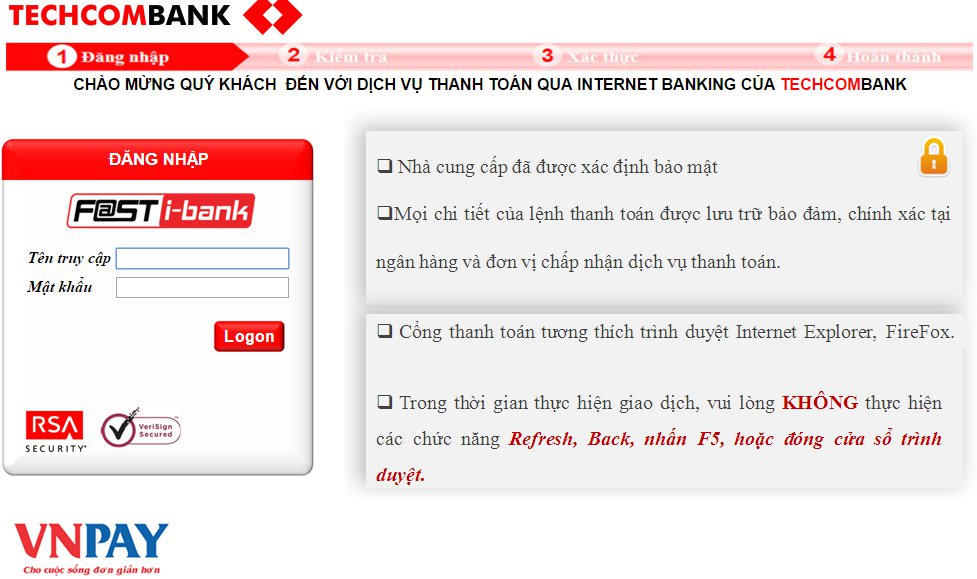 TECHCOMBANK
1 Đăng nhập 2 Kiểm tra 3 Xác thực 4 Hoàn thành
CHÀO MỪNG QUÝ KHÁCH ĐẾN VỚI DỊCH VỤ THANH TOÁN QUA INTERNET BANKING CỦA TECHCOMBANK
ĐĂNG NHẬP
F@ST i-bank
Tên truy cập
Mật khẩu
Logon
RSA
SECURITY
VeriSign
Secured
Nhà cung cấp đã được xác định bảo mật
Mọi chi tiết của lệnh thanh toán được lưu trữ bảo đảm, chính xác tại
ngân hàng và đơn vị chấp nhận dịch vụ thanh toán.
Cổng thanh toán tương thích trình duyệt Internet Explorer, FireFox.
Trong thời gian thực hiện giao dịch, vui lòng KHÔNG thực hiện
các chức năng Refresh, Back, nhấn F5, hoặc đóng cửa sổ trình
duyệt.
VNPAY
Cho cuộc sống đơn giản hơn